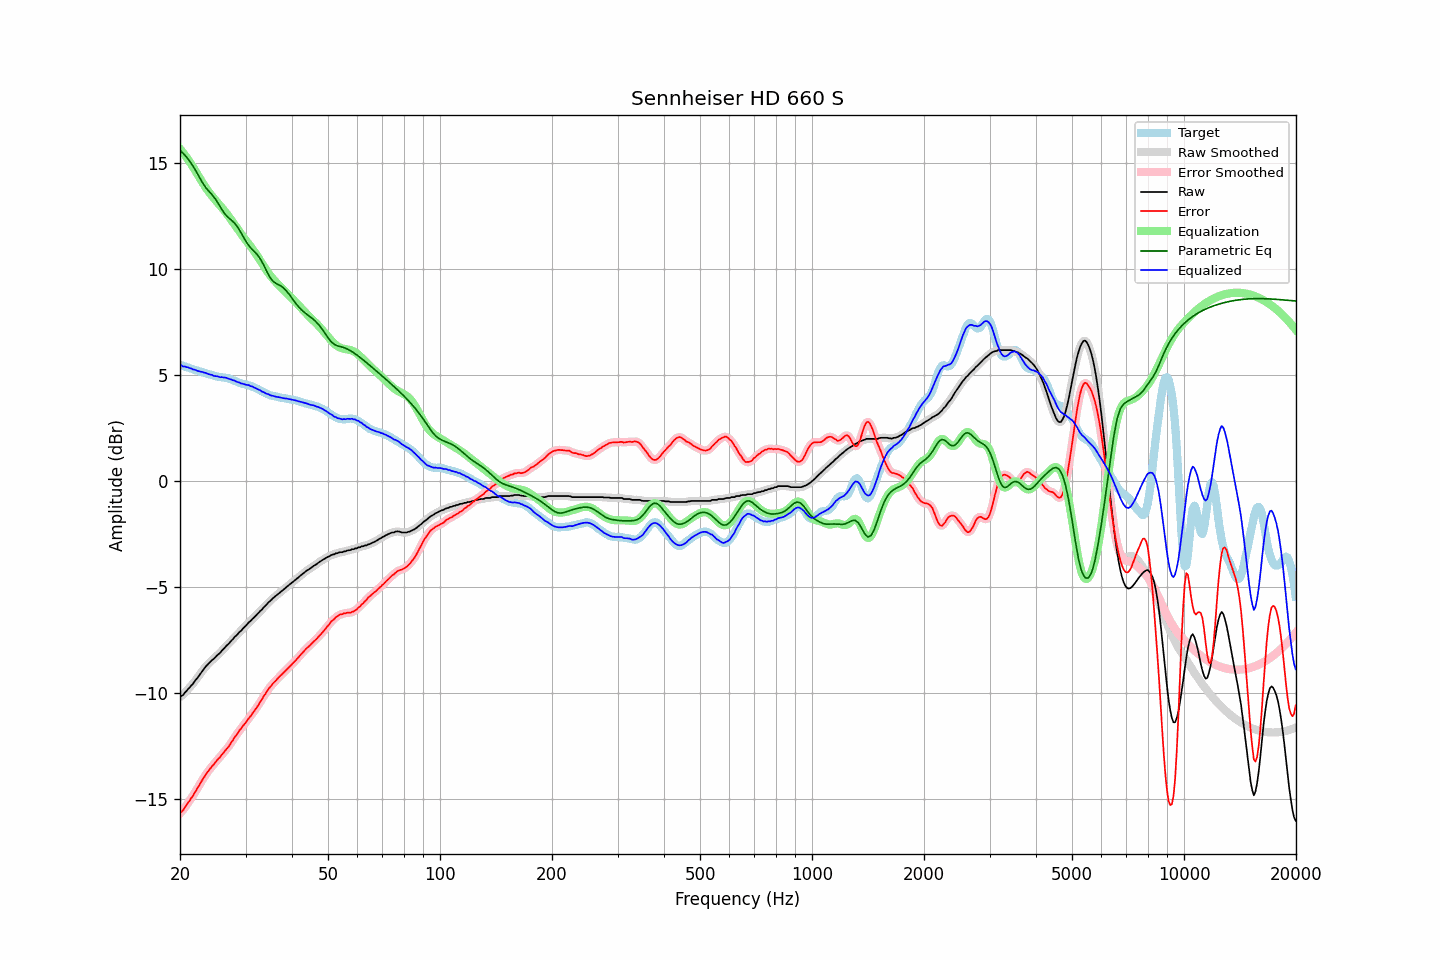 Sennheiser HD 660 S
Target
Raw Smoothed
Error Smoothed
Raw
Error
Equalization
Parametric Eq
Equalized
Amplitude (dBr)
15
10
5
0
−5
−10
−15
20
50
100
200
500
1000
2000
5000
10000
20000
Frequency (Hz)